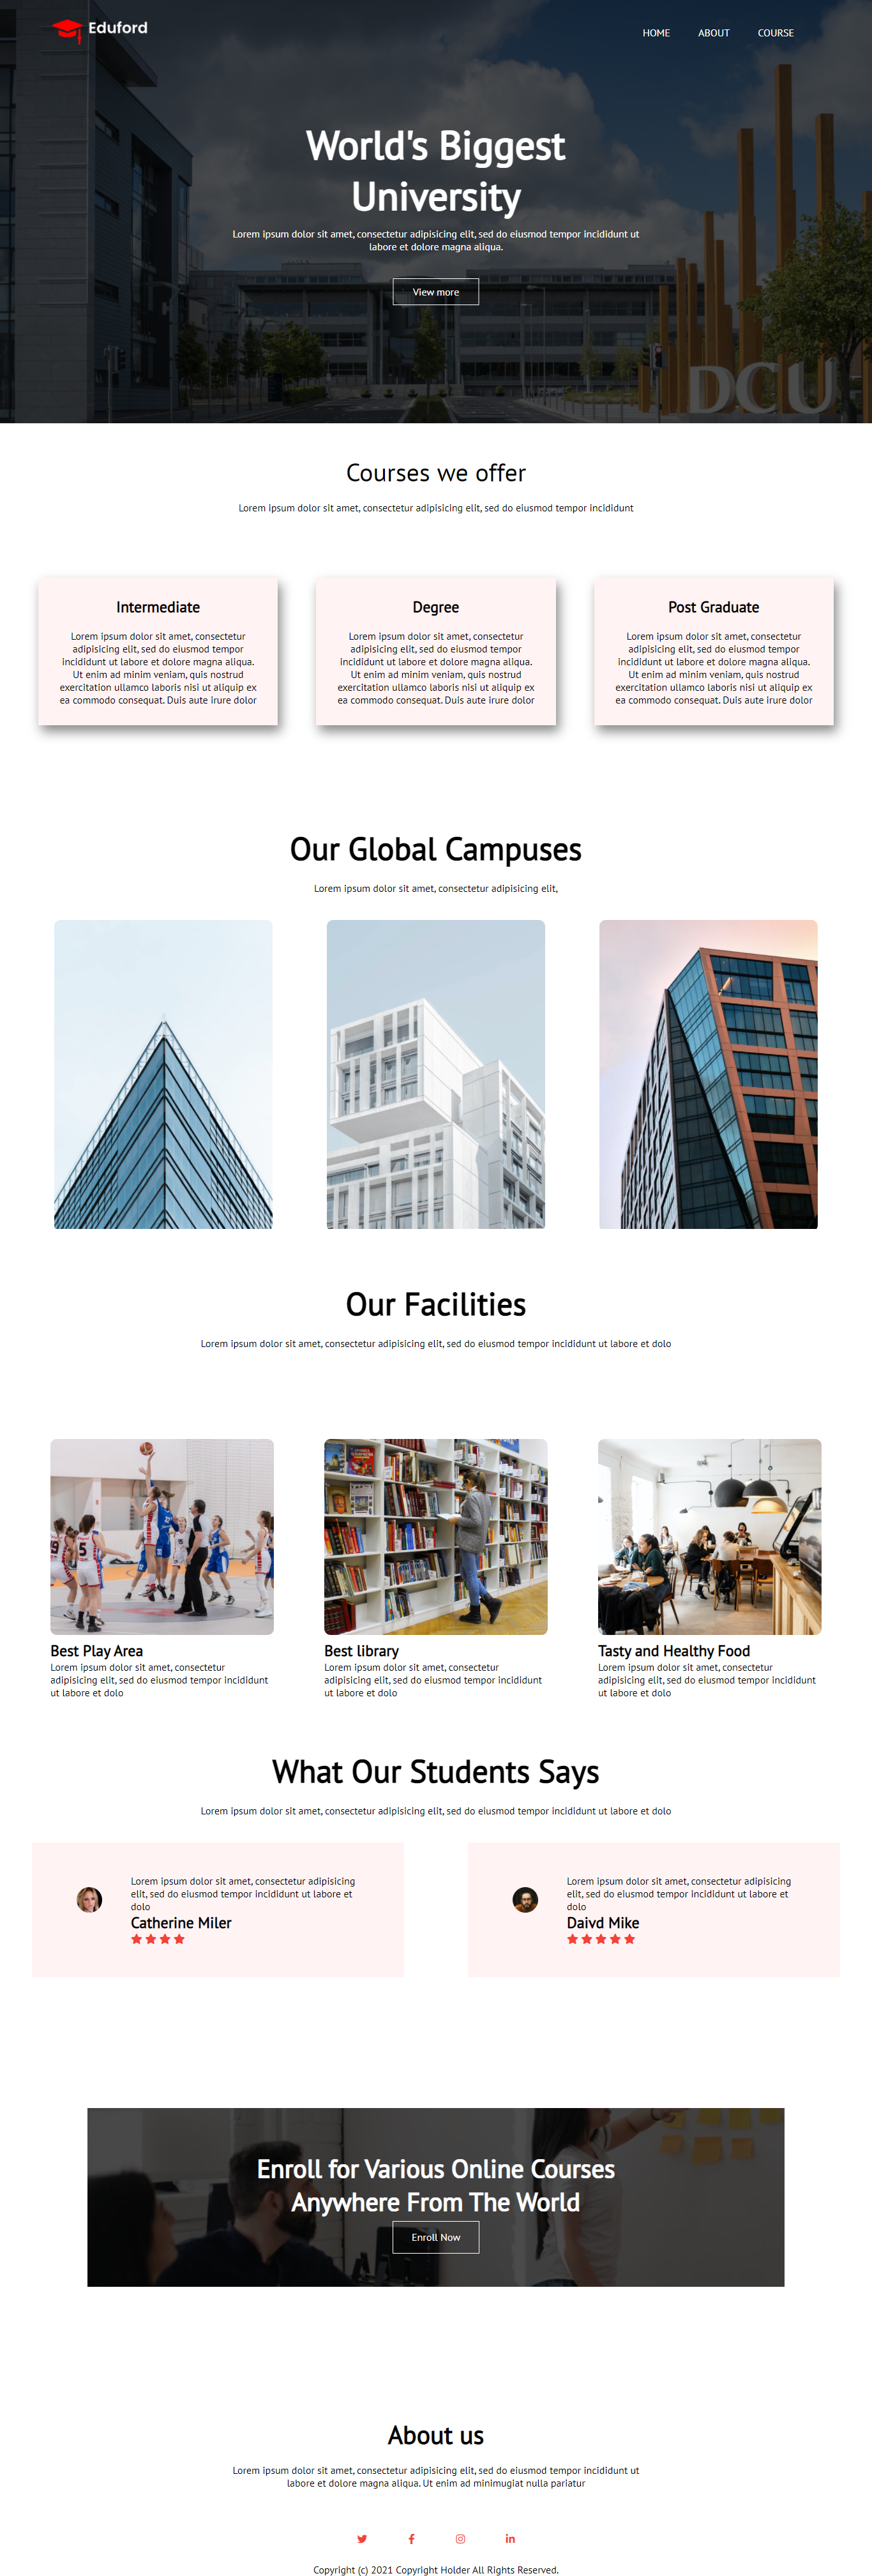 Eduford
HOME ABOUT COURSE
World's Biggest
University
Lorem ipsum dolor sit amet, consectetur adipisicing elit, sed do eiusmod tempor incididunt ut
labore et dolore magna aliqua.
View more
DCU
Courses we offer
Lorem ipsum dolor sit amet, consectetur adipisicing elit, sed do eiusmod tempor incididunt
Intermediate
Lorem ipsum dolor sit amet, consectetur
adipisicing elit, sed do eiusmod tempor
incididunt ut labore et dolore magna aliqua.
Ut enim ad minim veniam, quis nostrud
exercitation ullamco laboris nisi ut aliquip ex
ea commodo consequat. Duis aute irure dolor
Degree
Lorem ipsum dolor sit amet, consectetur
adipisicing elit, sed do eiusmod tempor
incididunt ut labore et dolore magna aliqua.
Ut enim ad minim veniam, quis nostrud
exercitation ullamco laboris nisi ut aliquip ex
ea commodo consequat. Duis aute irure dolor
Post Graduate
Lorem ipsum dolor sit amet, consectetur
adipisicing elit, sed do eiusmod tempor
incididunt ut labore et dolore magna aliqua.
Ut enim ad minim veniam, quis nostrud
exercitation ullamco laboris nisi ut aliquip ex
ea commodo consequat. Duis aute irure dolor
Our Global Campuses
Lorem ipsum dolor sit amet, consectetur adipisicing elit,
Our Facilities
Lorem ipsum dolor sit amet, consectetur adipisicing elit, sed do eiusmod tempor incididunt ut labore et dolo
Best Play Area
Lorem ipsum dolor sit amet, consectetur
adipisicing elit, sed do eiusmod tempor incididunt
ut labore et dolo
Best library
Lorem ipsum dolor sit amet, consectetur
adipisicing elit, sed do eiusmod tempor incididunt
ut labore et dolo
Tasty and Healthy Food
Lorem ipsum dolor sit amet, consectetur
adipisicing elit, sed do eiusmod tempor incididunt
ut labore et dolo
What Our Students Says
Lorem ipsum dolor sit amet, consectetur adipisicing elit, sed do eiusmod tempor incididunt ut labore et dolo
Lorem ipsum dolor sit amet, consectetur adipisicing
elit, sed do eiusmod tempor incididunt ut labore et
dolo
Catherine Miler
Lorem ipsum dolor sit amet, consectetur adipisicing
elit, sed do eiusmod tempor incididunt ut labore et
dolo
Daivd Mike
Enroll for Various Online Courses
Anywhere From The World
Enroll Now
About us
Lorem ipsum dolor sit amet, consectetur adipisicing elit, sed do eiusmod tempor incididunt ut
labore et dolore magna aliqua. Ut enim ad minimugiat nulla pariatur
Copyright (c) 2021 Copyright Holder All Rights Reserved.